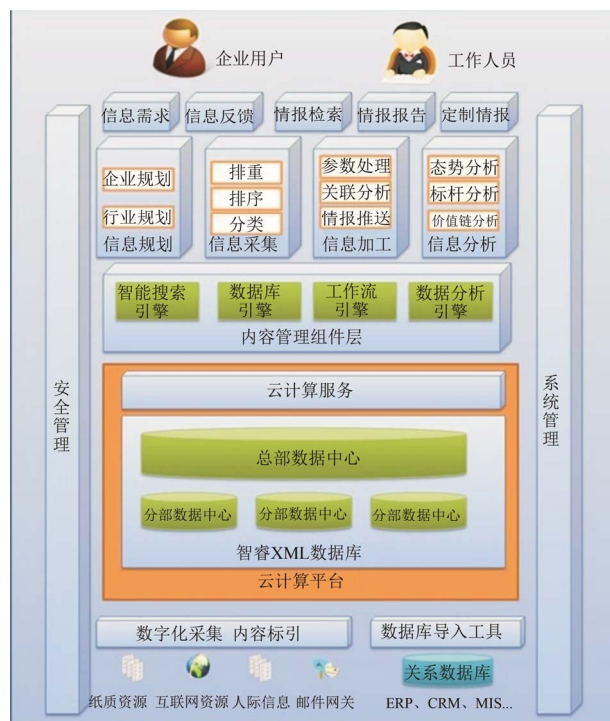 企业用户
工作人员
信息需求
信息反馈
情报检索
情报报告
定制情报
企业规划
行业规划
信息规划
排重
排序
分类
信息采集
参数处理
关联分析
情报推送
信息加工
态势分析
标杆分析
价值链分析
信息分析
智能搜索
引擎
数据库
引擎
工作流
引擎
数据分析
引擎
内容管理组件层
安全管理
系统管理
云计算服务
总部数据中心
分部数据中心
分部数据中心
分部数据中心
智睿XML数据库
云计算平台
数字化采集 内容标引
数据库导入工具
纸质资源
互联网资源
人际信息
邮件网关
关系数据库
ERP、CRM、MIS...